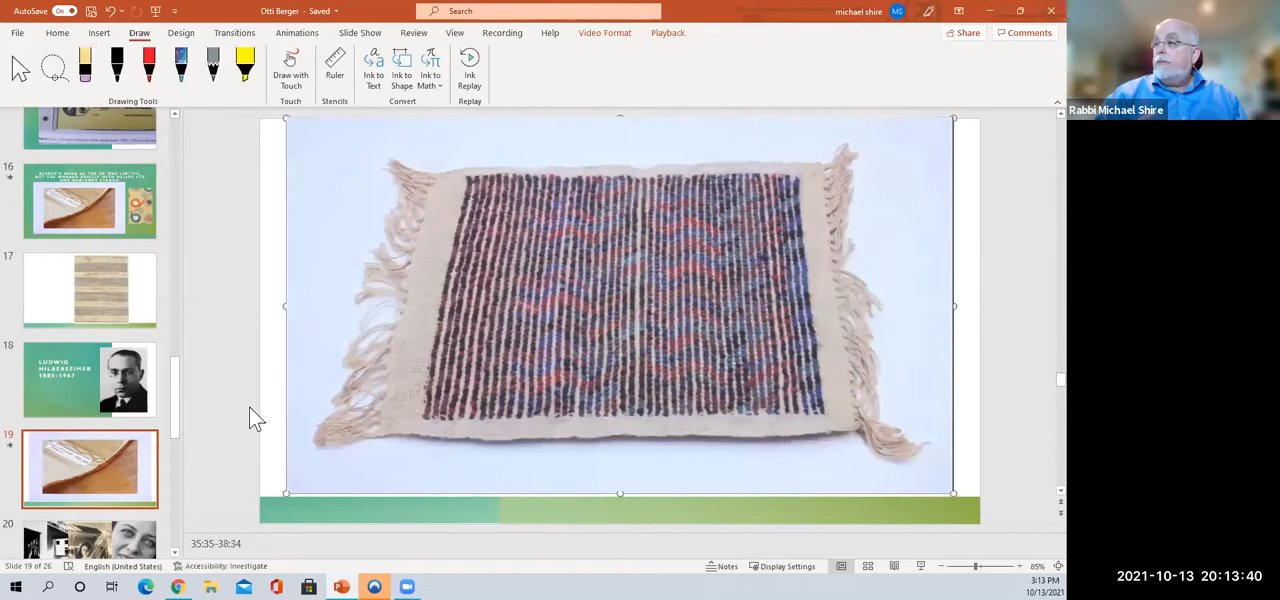 AutoSave On
Otti Berger - Saved
Search
michael shire MS
File Home Insert Draw Design Transitions Animations Slide Show Review View Recording Help Video Format Playback
Share Comments
Draw with Touch
Ruler
Ink to Text
Ink to Shape
Ink to Math
Ink Replay
Drawing Tools Touch Stencils Convert Replay
16
17
18
LUDWIG
HILBERSEIMER
1885-1967
19
20
35:35-38:34
Slide 19 of 26 English (United States) Accessibility: Investigate Notes Display Settings 85%
3:13 PM
10/13/2021
Rabbi Michael Shire
2021-10-13 20:13:40